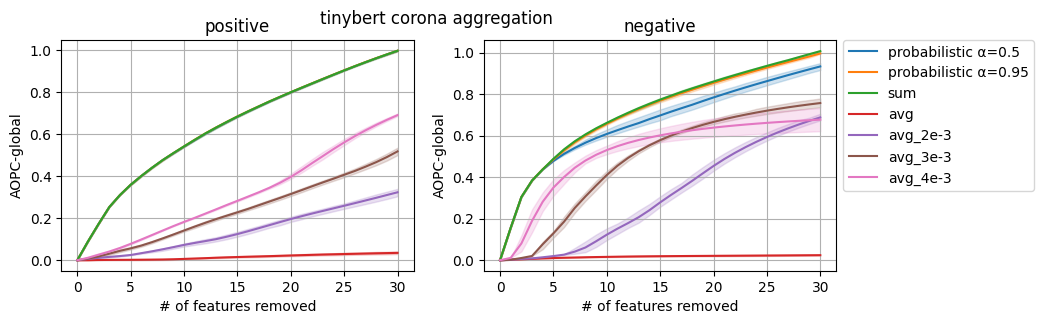 tinybert corona aggregation
positive
1.0
0.8
0.6
0.4
0.2
0.0
AOPC-global
0
5
10
15
20
25
30
# of features removed
negative
1.0
0.8
0.6
0.4
0.2
0.0
AOPC-global
0
5
10
15
20
25
30
# of features removed
probabilistic α=0.5
probabilistic α=0.95
sum
avg
avg_2e-3
avg_3e-3
avg_4e-3